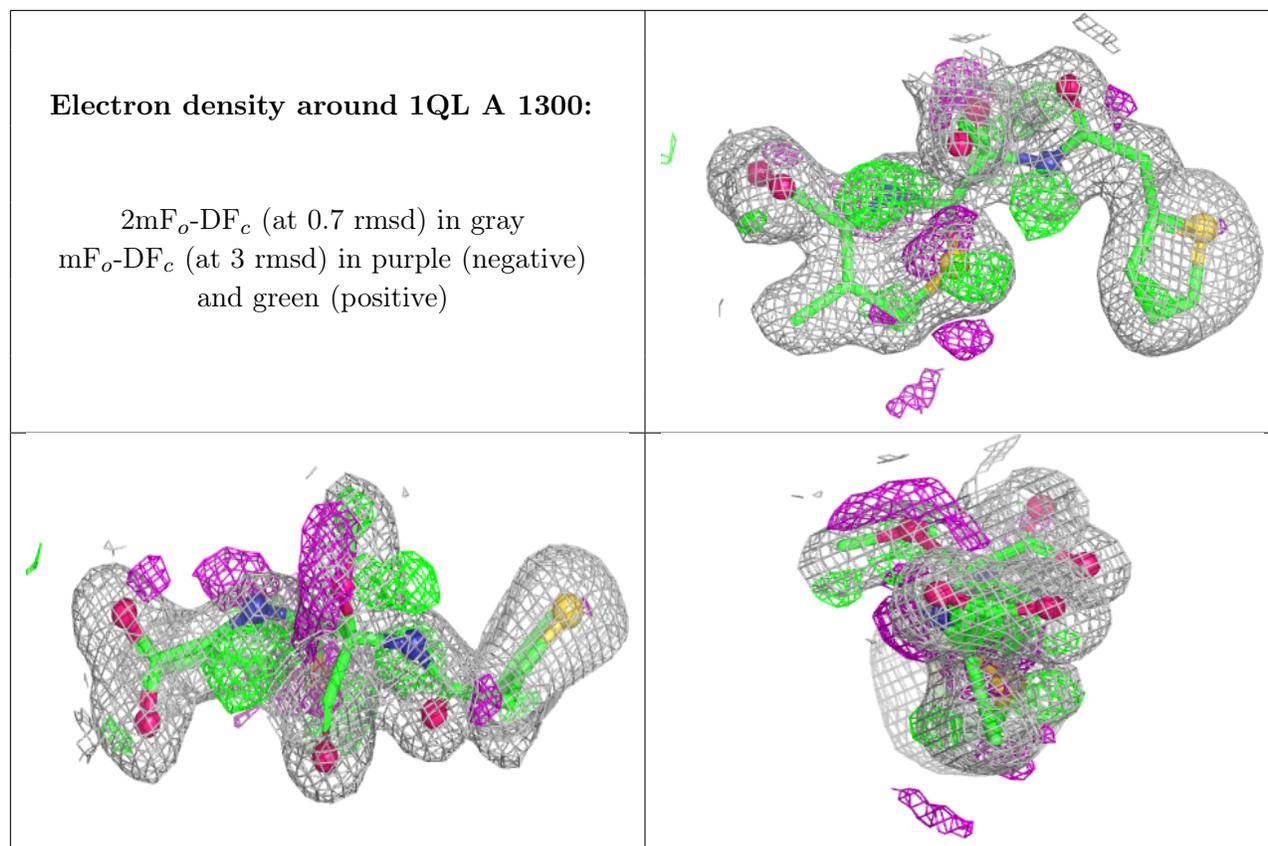 Electron density around 1QL A 1300:
2mFo-DFc (at 0.7 rmsd) in gray
mFo-DFc (at 3 rmsd) in purple (negative)
and green (positive)